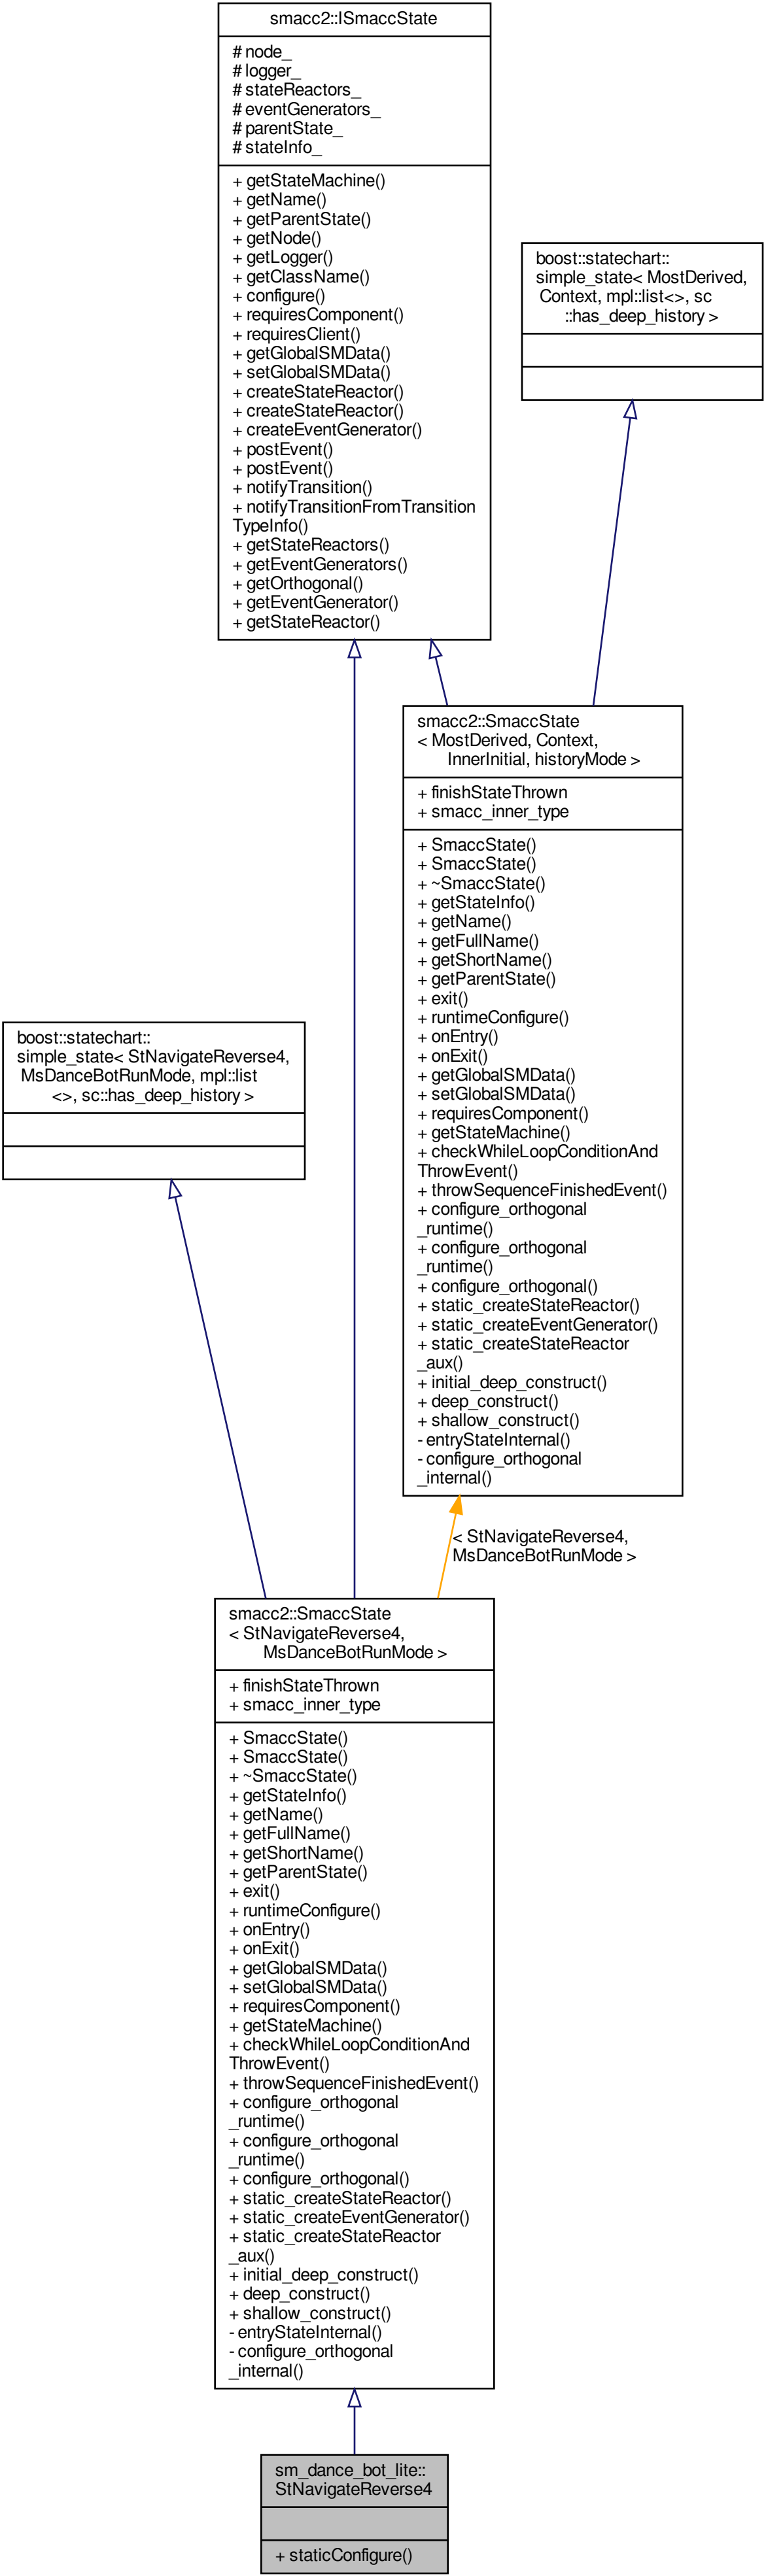 smacc2::ISmaccState
# node_
# logger_
# stateReactors_
# eventGenerators_
# parentState_
# stateInfo_
+ getStateMachine()
+ getName()
+ getParentState()
+ getNode()
+ getLogger()
+ getClassName()
+ configure()
+ requiresComponent()
+ requiresClient()
+ getGlobalSMData()
+ setGlobalSMData()
+ createStateReactor()
+ createStateReactor()
+ createEventGenerator()
+ postEvent()
+ postEvent()
+ notifyTransition()
+ notifyTransitionFromTransition
TypeInfo()
+ getStateReactors()
+ getEventGenerators()
+ getOrthogonal()
+ getEventGenerator()
+ getStateReactor()
boost::statechart::
simple_state< MostDerived,
Context, mpl::list<>, sc
::has_deep_history >
smacc2::SmaccState
< MostDerived, Context,
InnerInitial, historyMode >
+ finishStateThrown
+ smacc_inner_type
+ SmaccState()
+ SmaccState()
+ ~SmaccState()
+ getStateInfo()
+ getName()
+ getFullName()
+ getShortName()
+ getParentState()
+ exit()
+ runtimeConfigure()
+ onEntry()
+ onExit()
+ getGlobalSMData()
+ setGlobalSMData()
+ requiresComponent()
+ getStateMachine()
+ checkWhileLoopConditionAnd
ThrowEvent()
+ throwSequenceFinishedEvent()
+ configure_orthogonal
_runtime()
+ configure_orthogonal
_runtime()
+ configure_orthogonal()
+ static_createStateReactor()
+ static_createEventGenerator()
+ static_createStateReactor
_aux()
+ initial_deep_construct()
+ deep_construct()
+ shallow_construct()
- entryStateInternal()
- configure_orthogonal
_internal()
boost::statechart::
simple_state< StNavigateReverse4,
MsDanceBotRunMode, mpl::list
<>, sc::has_deep_history >
< StNavigateReverse4,
MsDanceBotRunMode >
smacc2::SmaccState
< StNavigateReverse4,
MsDanceBotRunMode >
+ finishStateThrown
+ smacc_inner_type
+ SmaccState()
+ SmaccState()
+ ~SmaccState()
+ getStateInfo()
+ getName()
+ getFullName()
+ getShortName()
+ getParentState()
+ exit()
+ runtimeConfigure()
+ onEntry()
+ onExit()
+ getGlobalSMData()
+ setGlobalSMData()
+ requiresComponent()
+ getStateMachine()
+ checkWhileLoopConditionAnd
ThrowEvent()
+ throwSequenceFinishedEvent()
+ configure_orthogonal
_runtime()
+ configure_orthogonal
_runtime()
+ configure_orthogonal()
+ static_createStateReactor()
+ static_createEventGenerator()
+ static_createStateReactor
_aux()
+ initial_deep_construct()
+ deep_construct()
+ shallow_construct()
- entryStateInternal()
- configure_orthogonal
_internal()
sm_dance_bot_lite::
StNavigateReverse4
+ staticConfigure()